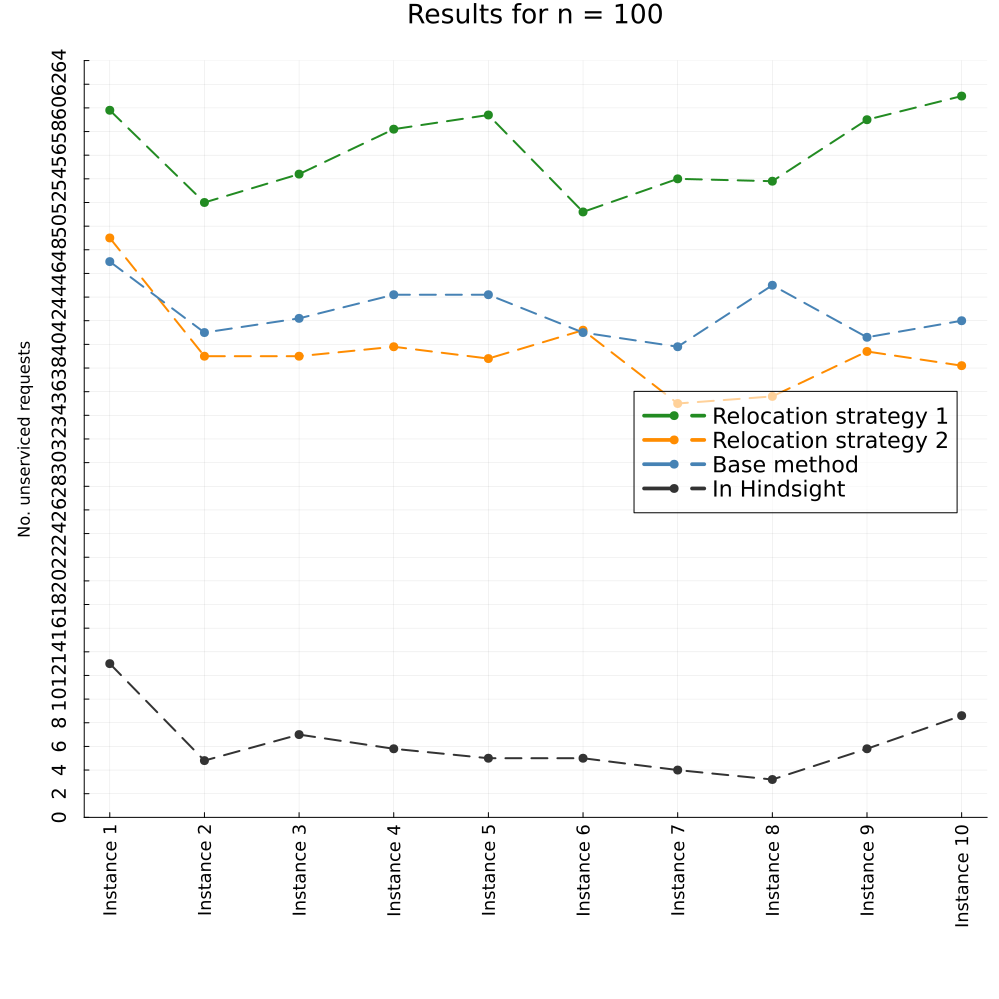 Results for n = 100
No. unserviced requests
64
62
60
58
56
54
52
50
48
46
44
42
40
38
36
34
32
30
28
26
24
22
20
18
16
14
12
10
8
6
4
2
0
Relocation strategy 1
Relocation strategy 2
Base method
In Hindsight
Instance 1
Instance 2
Instance 3
Instance 4
Instance 5
Instance 6
Instance 7
Instance 8
Instance 9
Instance 10